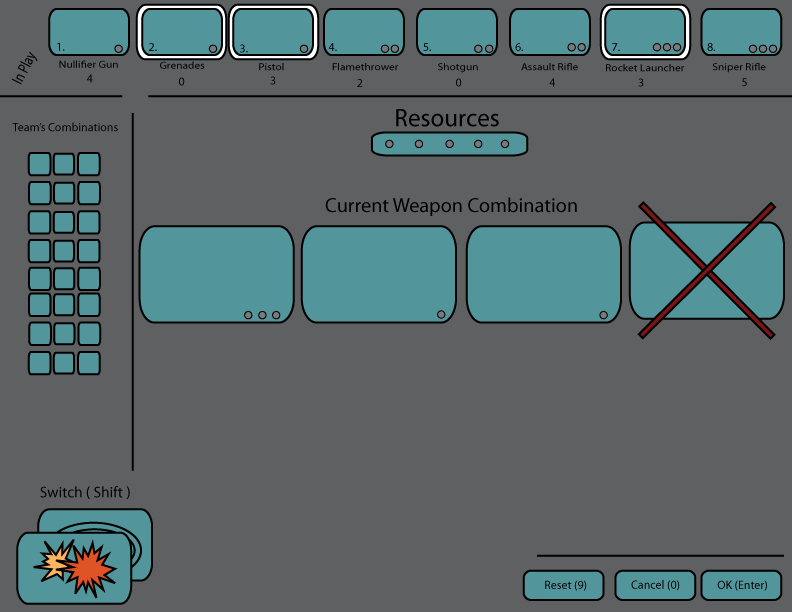 In Play
1.
2.
3.
4.
5.
6.
7.
8.
Nullifier Gun
Grenades
Pistol
Flamethrower
Shotgun
Assault Rifle
Rocket Launcher
Sniper Rifle
4
0
3
2
0
4
3
5
Team's Combinations
Resources
Current Weapon Combination
Switch ( Shift )
Reset (9)
Cancel (0)
OK (Enter)